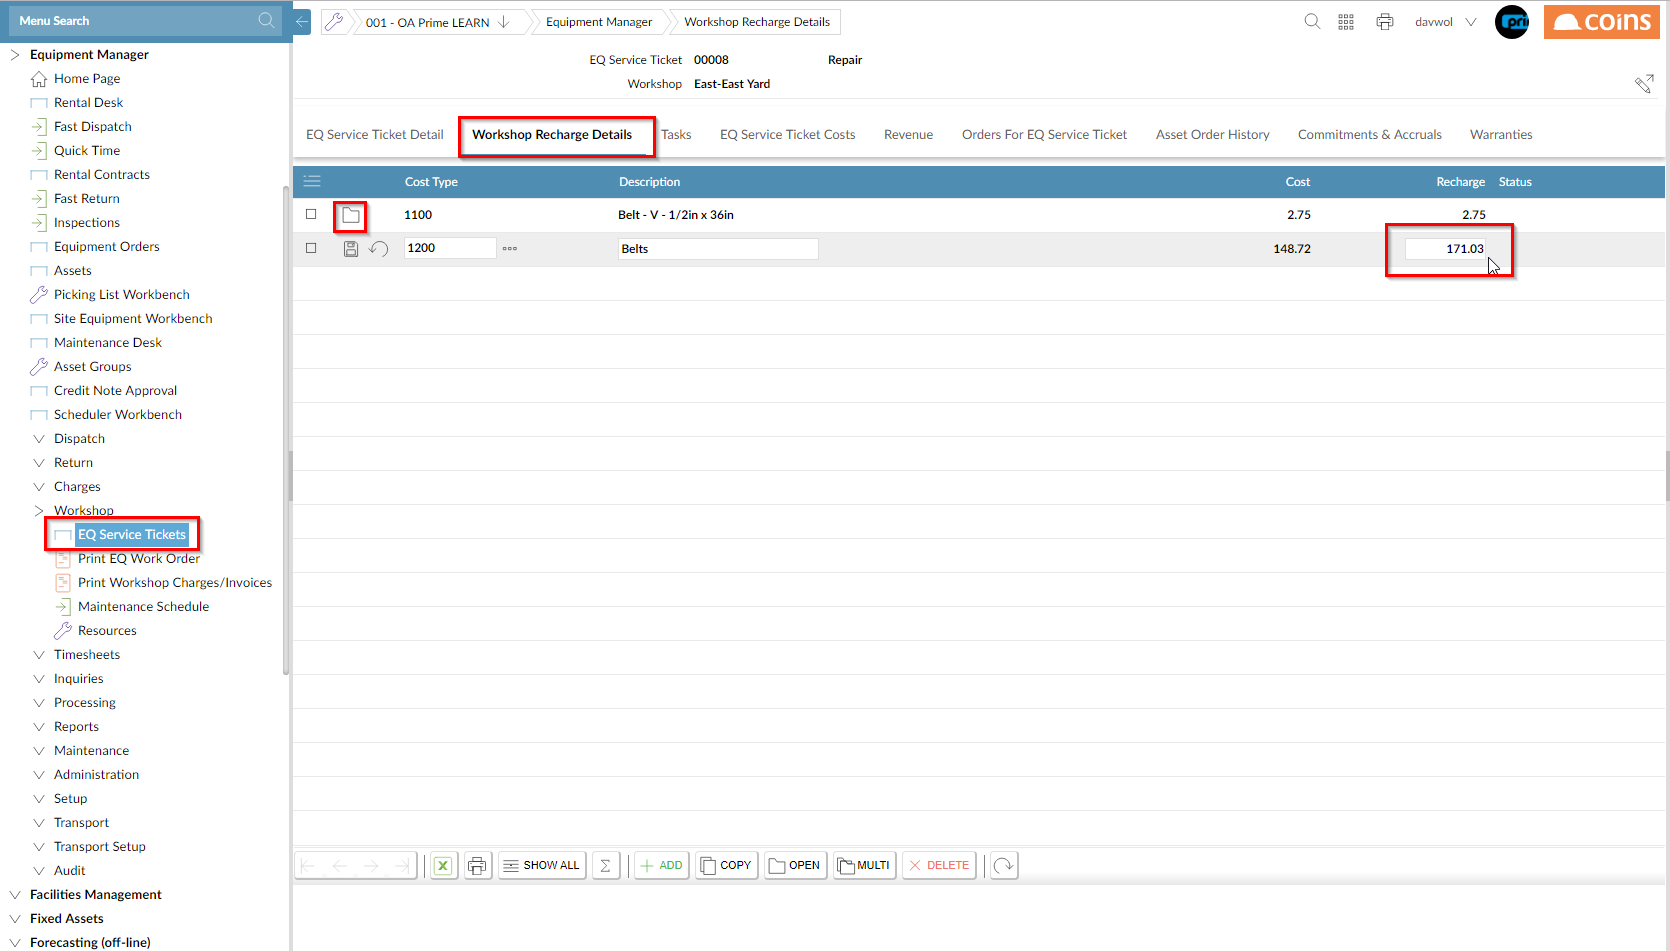 Menu Search
001 - OA Prime LEARN
Equipment Manager
Workshop Recharge Details
davwol
pri
coins
EQ Service Ticket 00008 Repair
Workshop East-East Yard
EQ Service Ticket Detail
Workshop Recharge Details
Tasks
EQ Service Ticket Costs
Revenue
Orders For EQ Service Ticket
Asset Order History
Commitments & Accruals
Warranties
Cost Type Description Cost Recharge Status
1100 Belt - V - 1/2in x 36in 2.75 2.75
1200 Belts 148.72 171.03
Equipment Manager
Home Page
Rental Desk
Fast Dispatch
Quick Time
Rental Contracts
Fast Return
Inspections
Equipment Orders
Assets
Picking List Workbench
Site Equipment Workbench
Maintenance Desk
Asset Groups
Credit Note Approval
Scheduler Workbench
Dispatch
Return
Charges
Workshop
EQ Service Tickets
Print EQ Work Order
Print Workshop Charges/Invoices
Maintenance Schedule
Resources
Timesheets
Inquiries
Processing
Reports
Maintenance
Administration
Setup
Transport
Transport Setup
Audit
Facilities Management
Fixed Assets
Forecasting (off-line)
SHOW ALL
Σ
ADD
COPY
OPEN
MULTI
DELETE